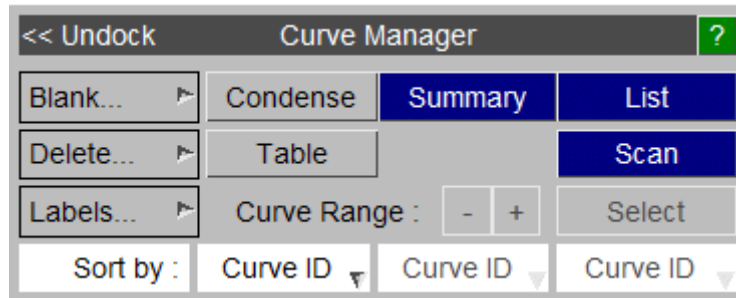 << Undock Curve Manager ?
Blank... Condense Summary List
Delete... Table Scan
Labels... Curve Range : - + Select
Sort by : Curve ID Curve ID Curve ID